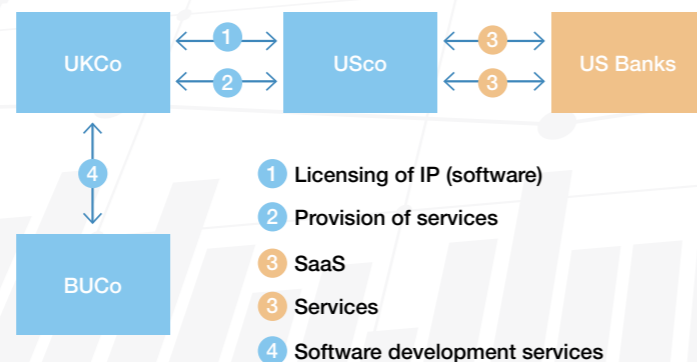 UKCo
1
2
USco
3
3
US Banks
4
BUCo
1 Licensing of IP (software)
2 Provision of services
3 SaaS
3 Services
4 Software development services